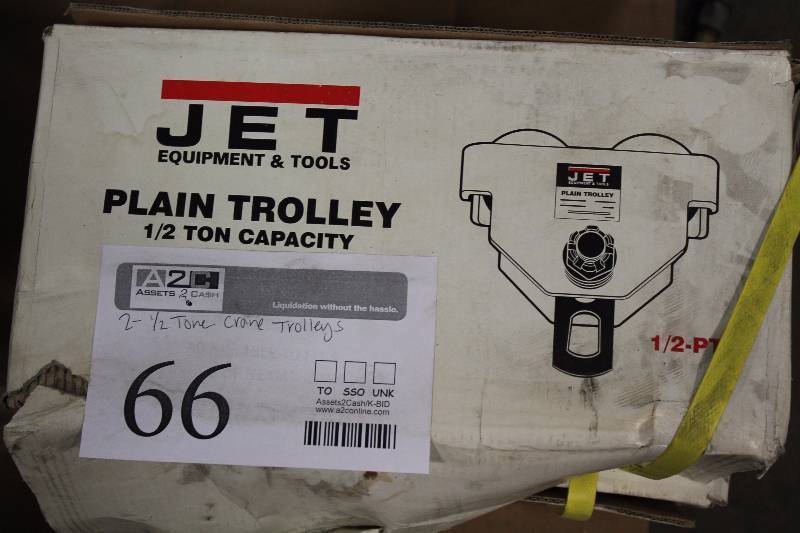 JET
EQUIPMENT & TOOLS
PLAIN TROLLEY
1/2 TON CAPACITY
JET
EQUIPMENT & TOOLS
PLAIN TROLLEY
1/2-PT
A2C
ASSETS 2 CASH
Liquidation without the hassle.
2- 1/2 Tone Crane Trolleys
66
TO SSO UNK
Assets2Cash/K-BID
www.a2conline.com